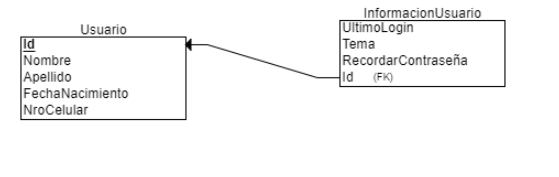 Usuario
Id
Nombre
Apellido
FechaNacimiento
NroCelular
InformacionUsuario
UltimoLogin
Tema
RecordarContraseña
Id (FK)